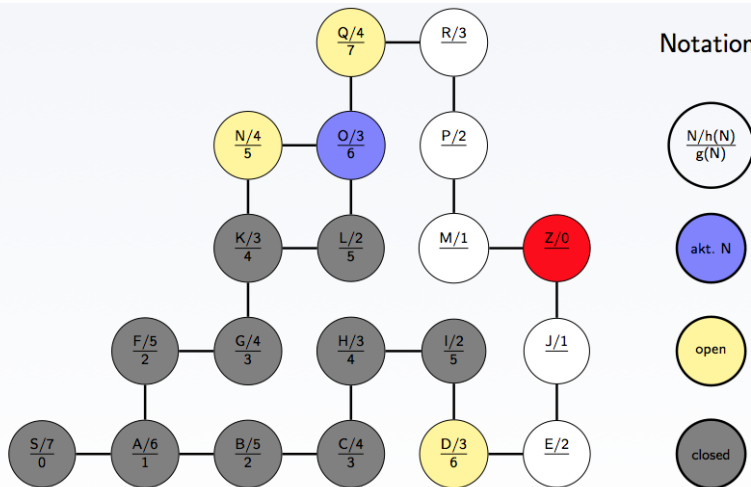 Q/4
7
R/3
Notation
N/4
5
O/3
6
P/2
N/h(N)
g(N)
K/3
4
L/2
5
M/1
Z/0
akt. N
F/5
2
G/4
3
H/3
4
I/2
5
J/1
open
S/7
0
A/6
1
B/5
2
C/4
3
D/3
6
E/2
closed